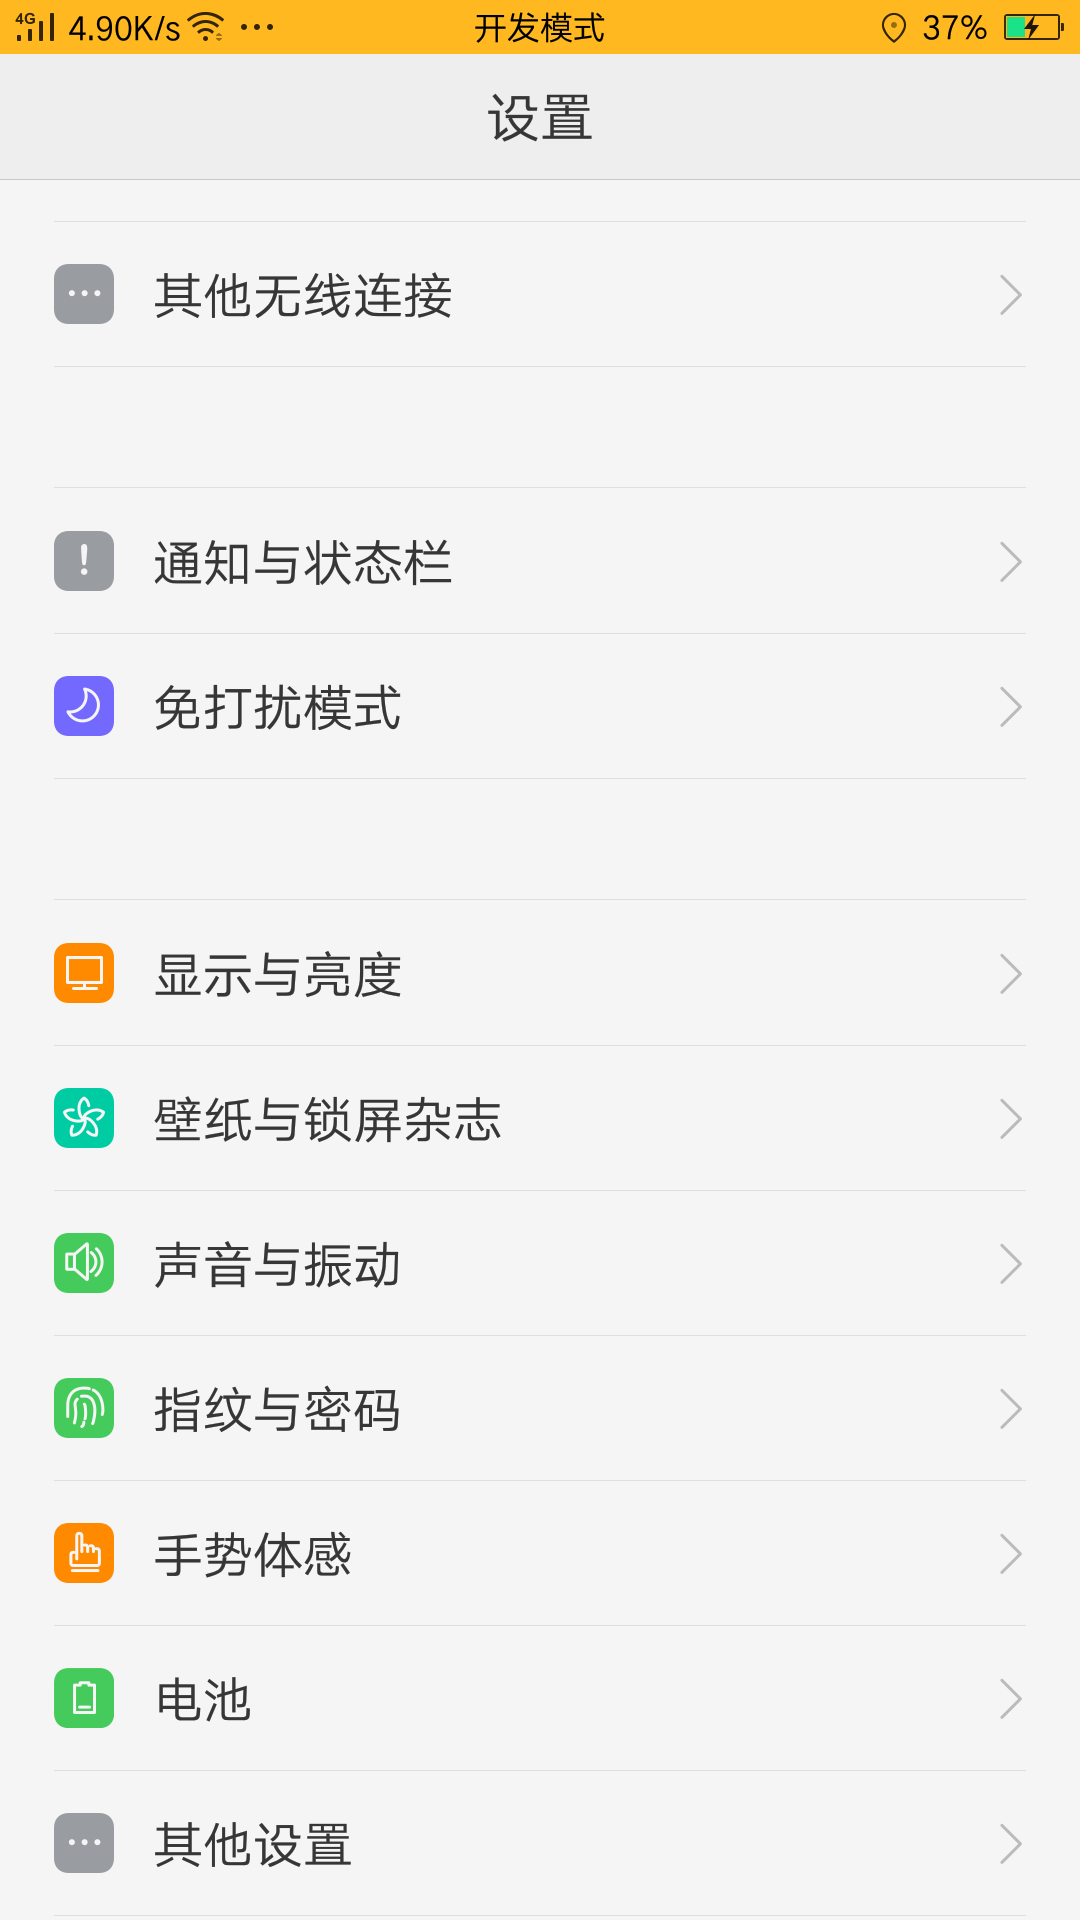 4G 4.90K/s 开发模式 37%
设置
其他无线连接
通知与状态栏
免打扰模式
显示与亮度
壁纸与锁屏杂志
声音与振动
指纹与密码
手势体感
电池
其他设置